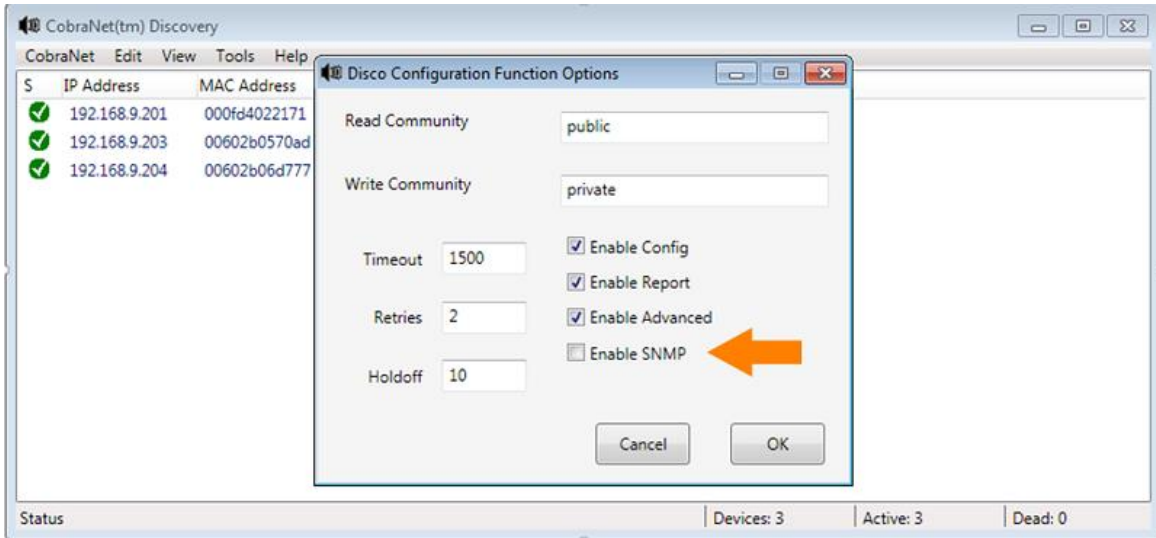 CobraNet(tm) Discovery
CobraNet Edit View Tools Help
S IP Address MAC Address
192.168.9.201 000fd4022171
192.168.9.203 00602b0570ad
192.168.9.204 00602b06d777
Disco Configuration Function Options
Read Community public
Write Community private
Timeout 1500
Enable Config
Enable Report
Retries 2
Enable Advanced
Enable SNMP
Holdoff 10
Cancel OK
Status Devices: 3 Active: 3 Dead: 0